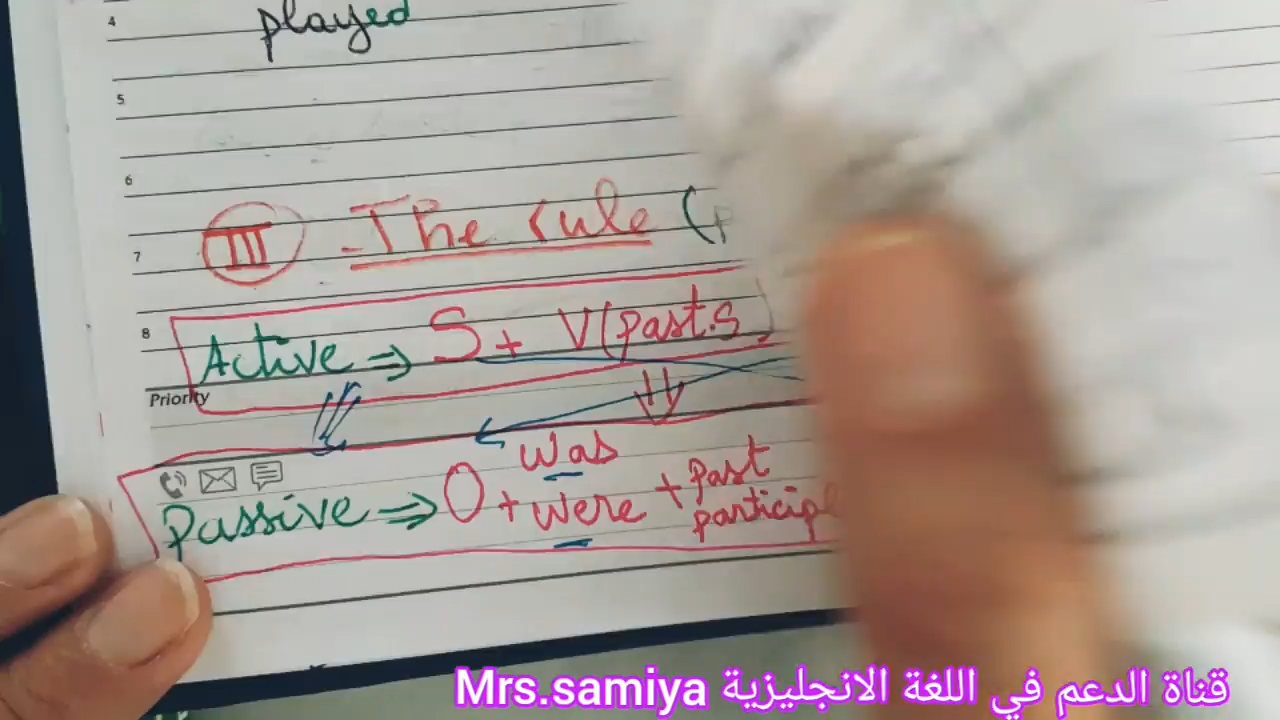 4
played
5
6
7
III - The rule (
8
Active ⇒ S + V(past.s)
Priority
was
Passive ⇒ O + were + past
particip
Mrs.samiya قناة الدعم في اللغة الانجليزية